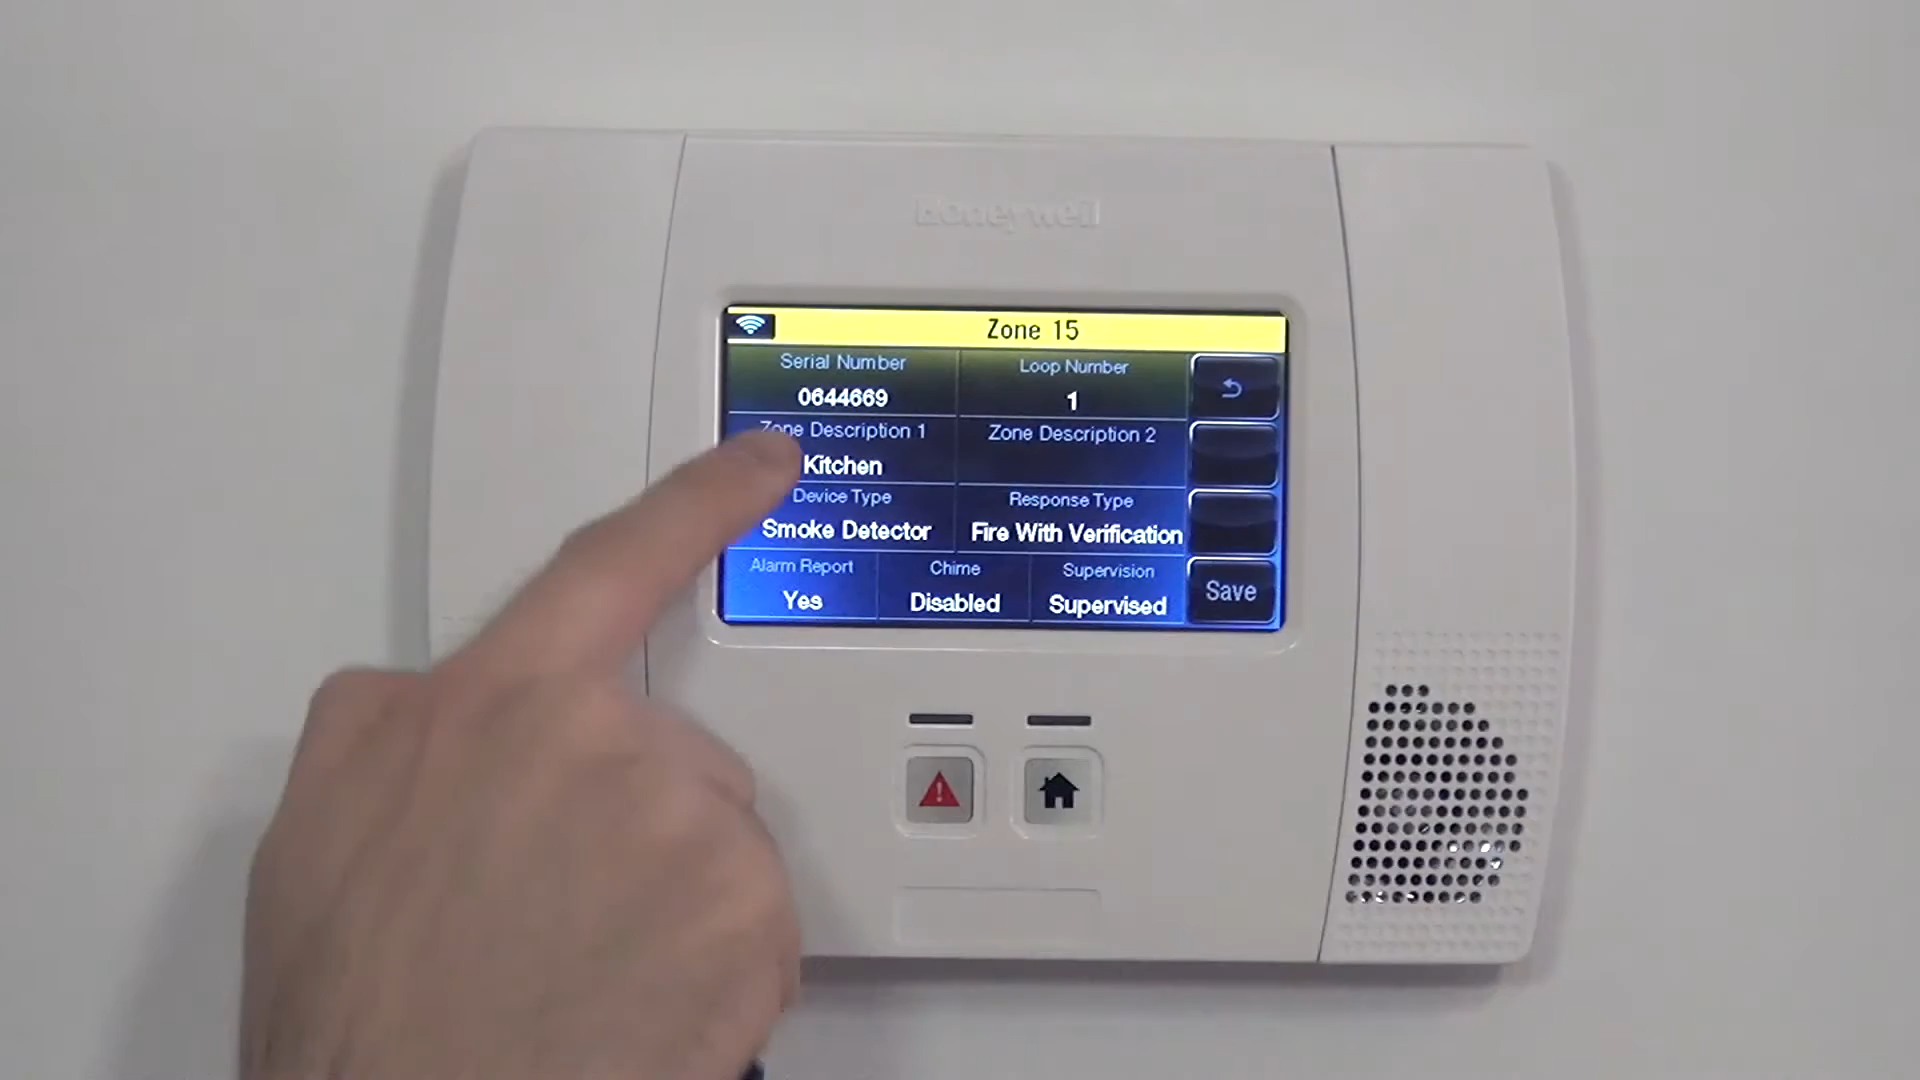 Honeywell
Zone 15
Serial Number
0644669
Loop Number
1
Zone Description 1
Kitchen
Zone Description 2
Device Type
Smoke Detector
Response Type
Fire With Verification
Alarm Report
Yes
Chime
Disabled
Supervision
Supervised
Save